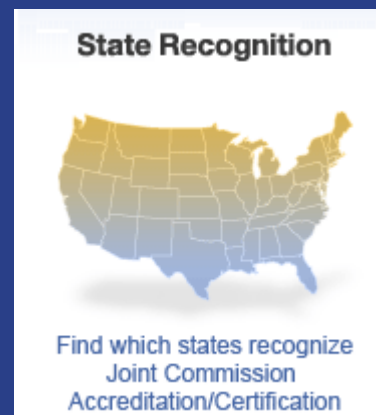 State Recognition
Find which states recognize
Joint Commission
Accreditation/Certification